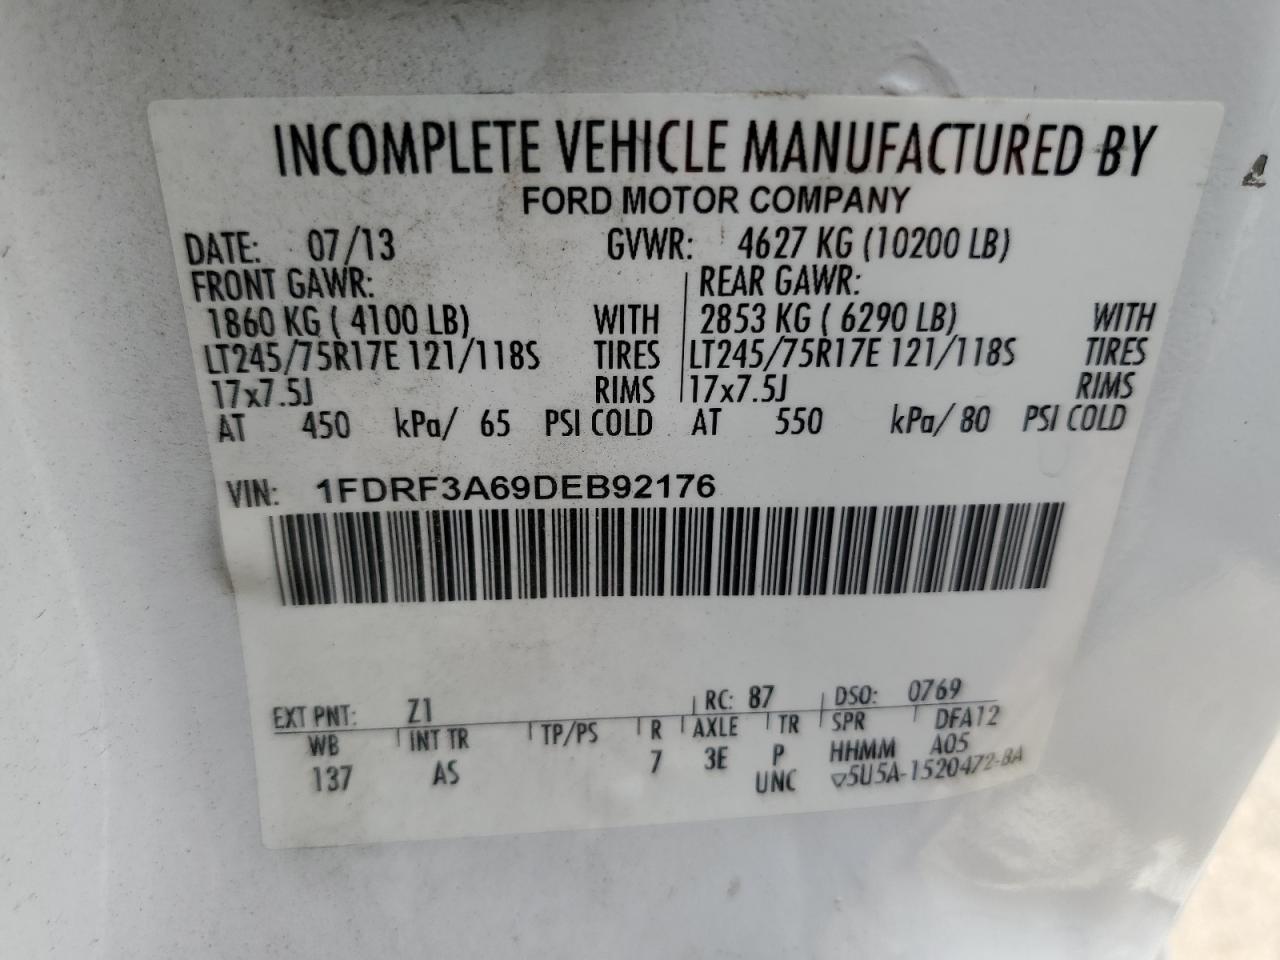 INCOMPLETE VEHICLE MANUFACTURED BY
FORD MOTOR COMPANY
DATE: 07/13 GVWR: 4627 KG (10200 LB)
FRONT GAWR: REAR GAWR:
1860 KG ( 4100 LB) WITH 2853 KG ( 6290 LB) WITH
LT245/75R17E 121/118S TIRES LT245/75R17E 121/118S TIRES
17x7.5J RIMS 17x7.5J RIMS
AT 450 kPa/ 65 PSI COLD AT 550 kPa/ 80 PSI COLD
VIN: 1FDRF3A69DEB92176
EXT PNT: Z1 RC: 87 DSO: 0769
WB INT TR TP/PS R AXLE TR SPR DFA12
137 AS 7 3E P HHMM A05
UNC ▽5U5A-1520472-BA